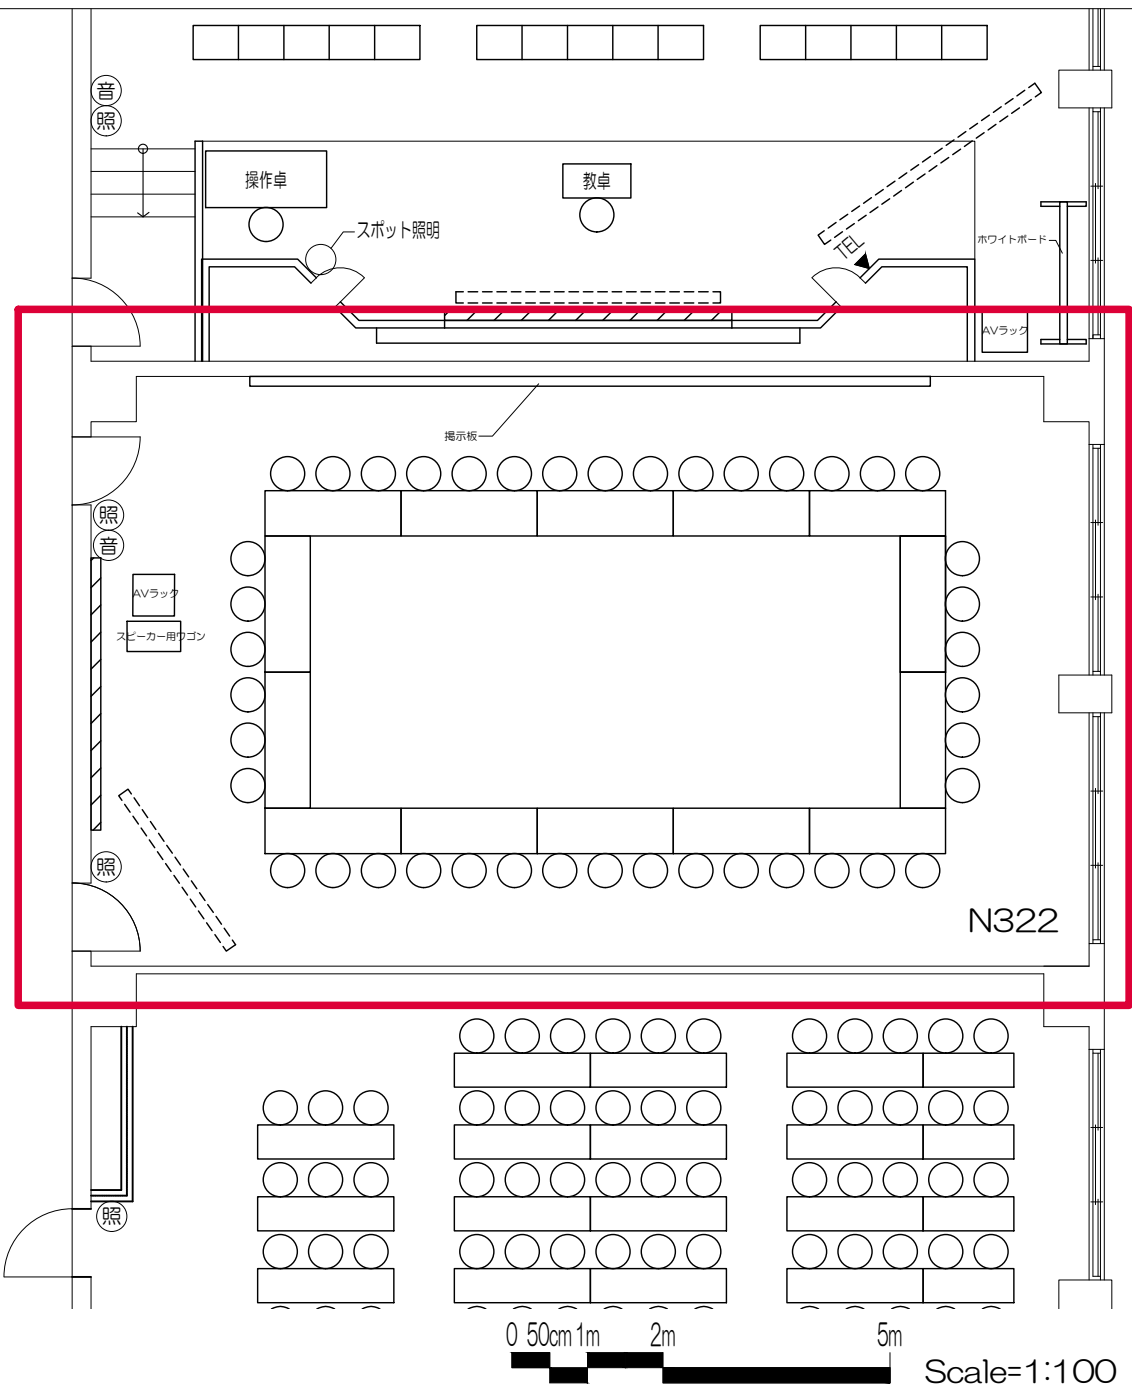 音
照
操作卓
教卓
スポット照明
TEL
ホワイトボード
AVラック
掲示板
照
音
AVラック
スピーカー用ワゴン
照
N322
照
0 50cm 1m 2m 5m
Scale=1:100